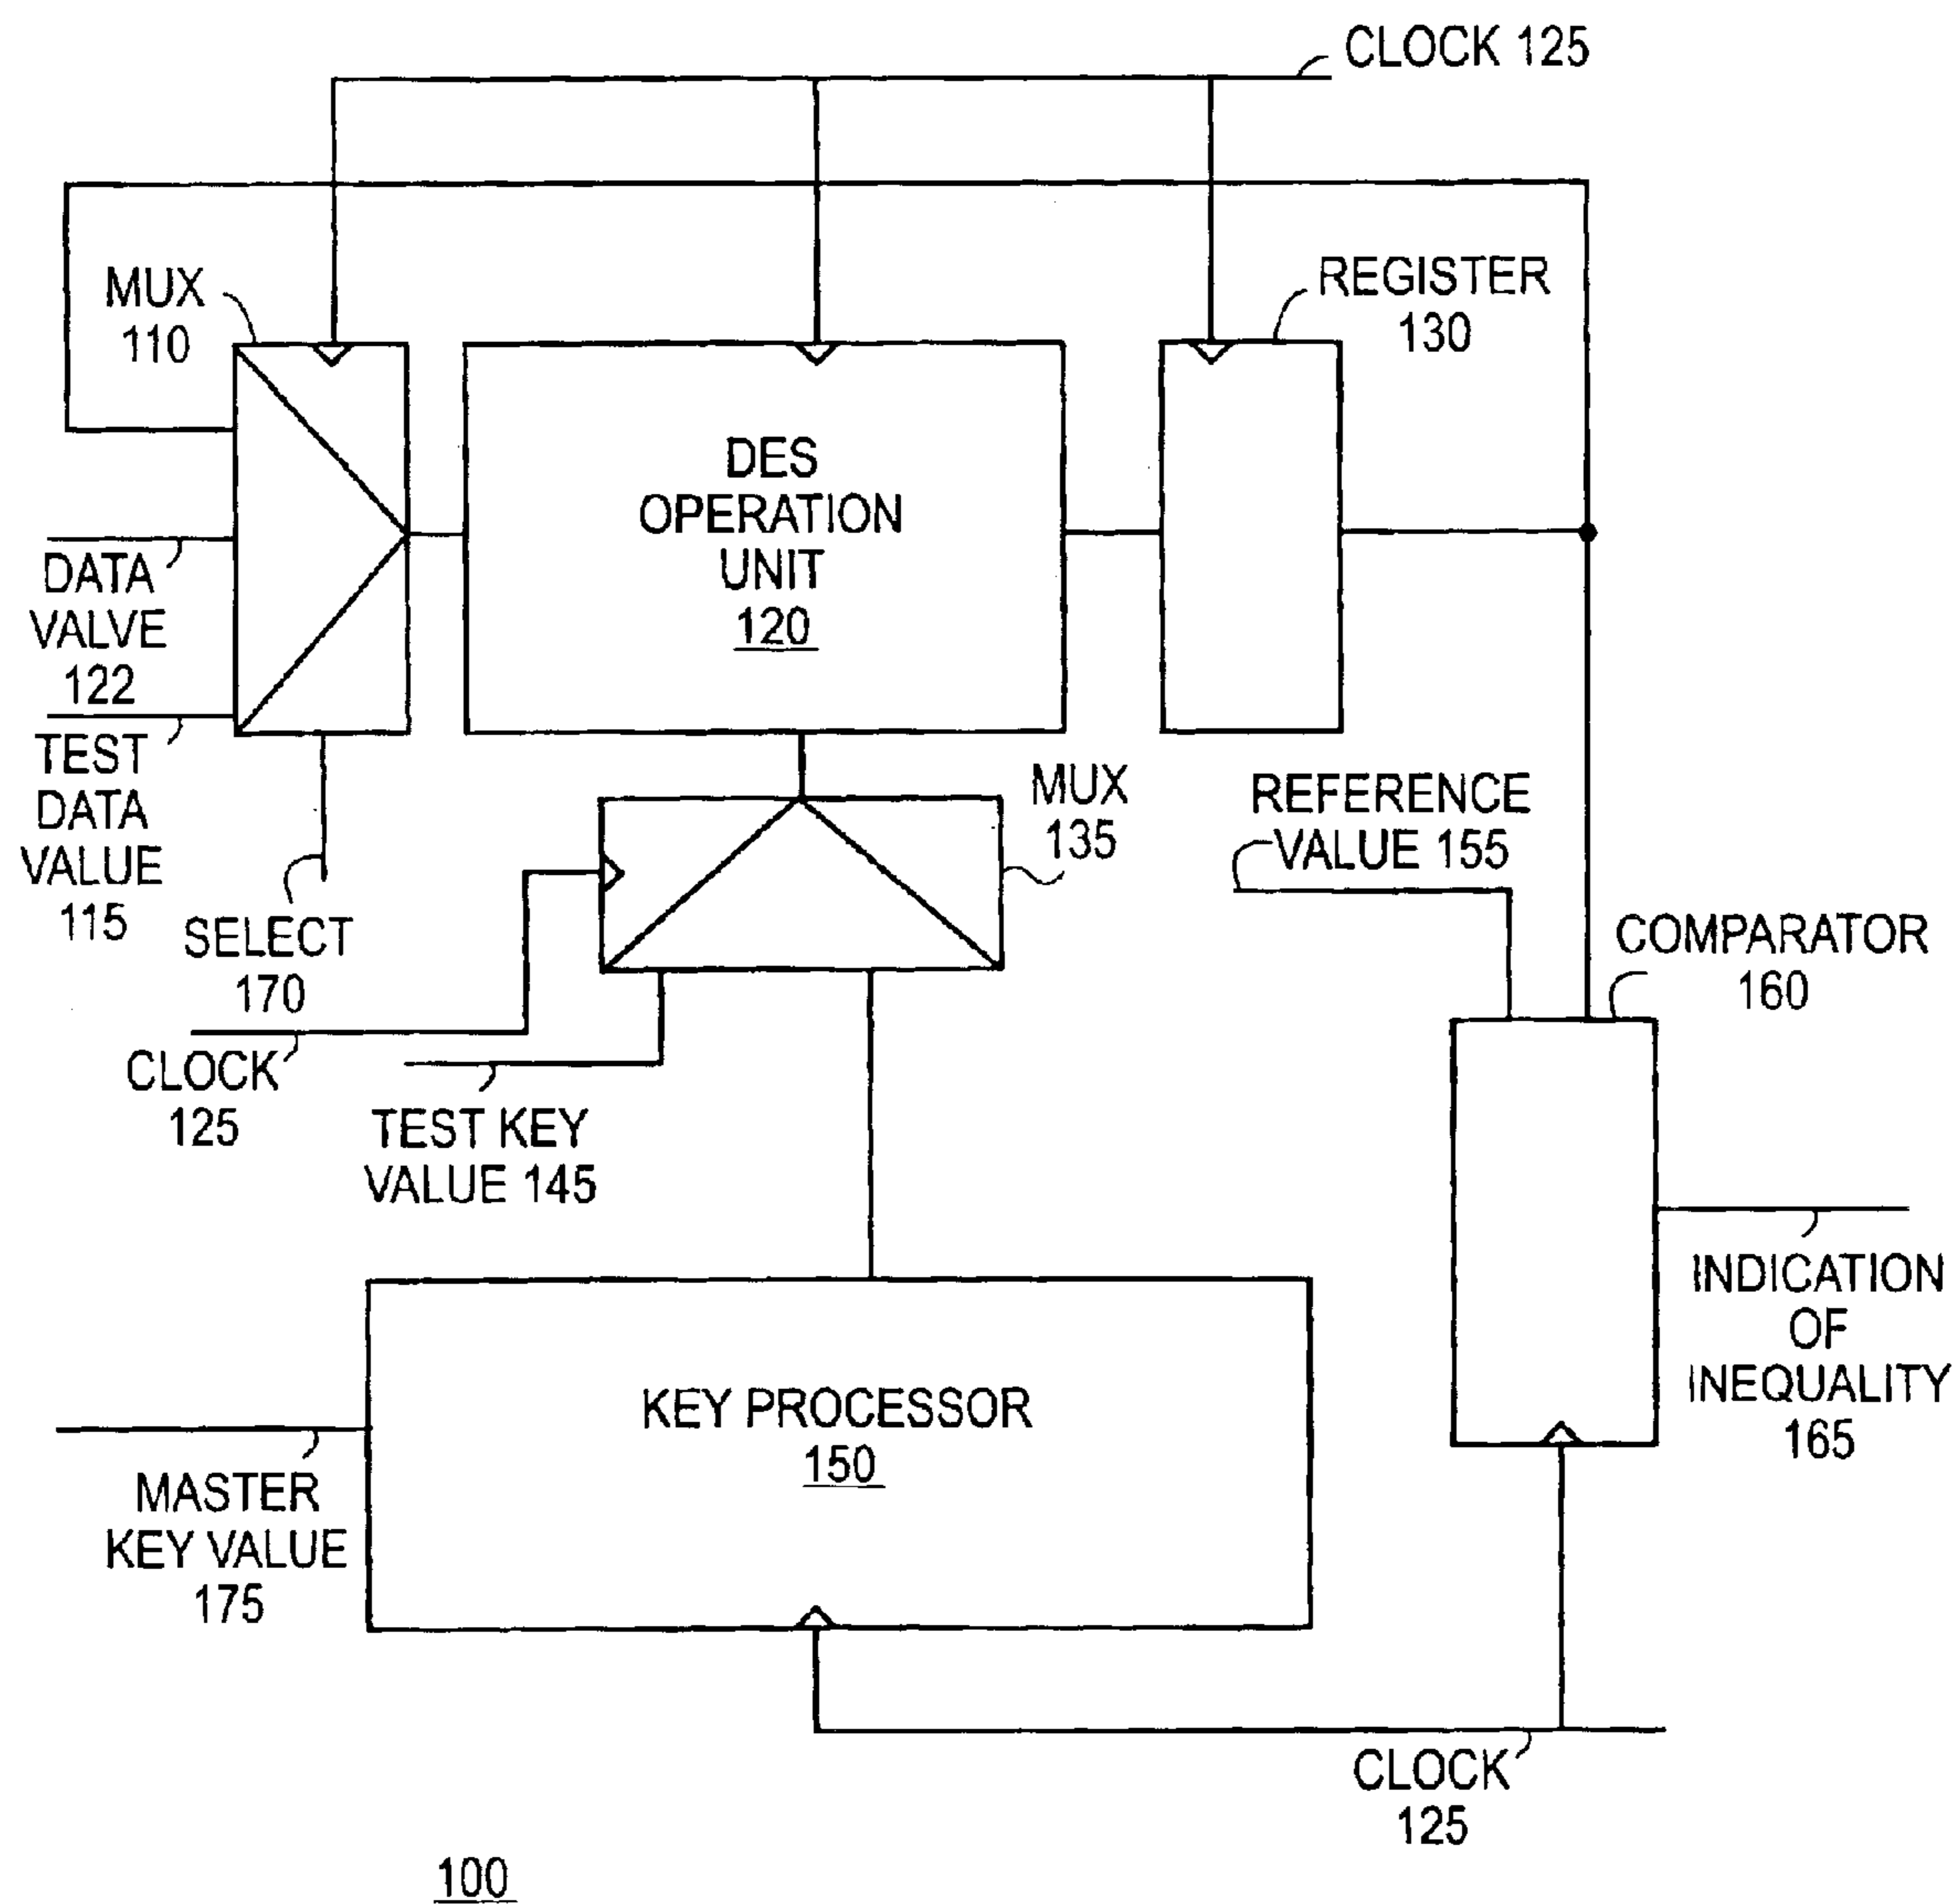 CLOCK 125
MUX
110
REGISTER
130
DES
OPERATION
UNIT
120
DATA
VALVE
122
TEST
DATA
VALUE
115
SELECT
170
MUX
135
REFERENCE
VALUE 155
COMPARATOR
160
CLOCK
125
TEST KEY
VALUE 145
INDICATION
OF
INEQUALITY
165
KEY PROCESSOR
150
MASTER
KEY VALUE
175
CLOCK
125
100